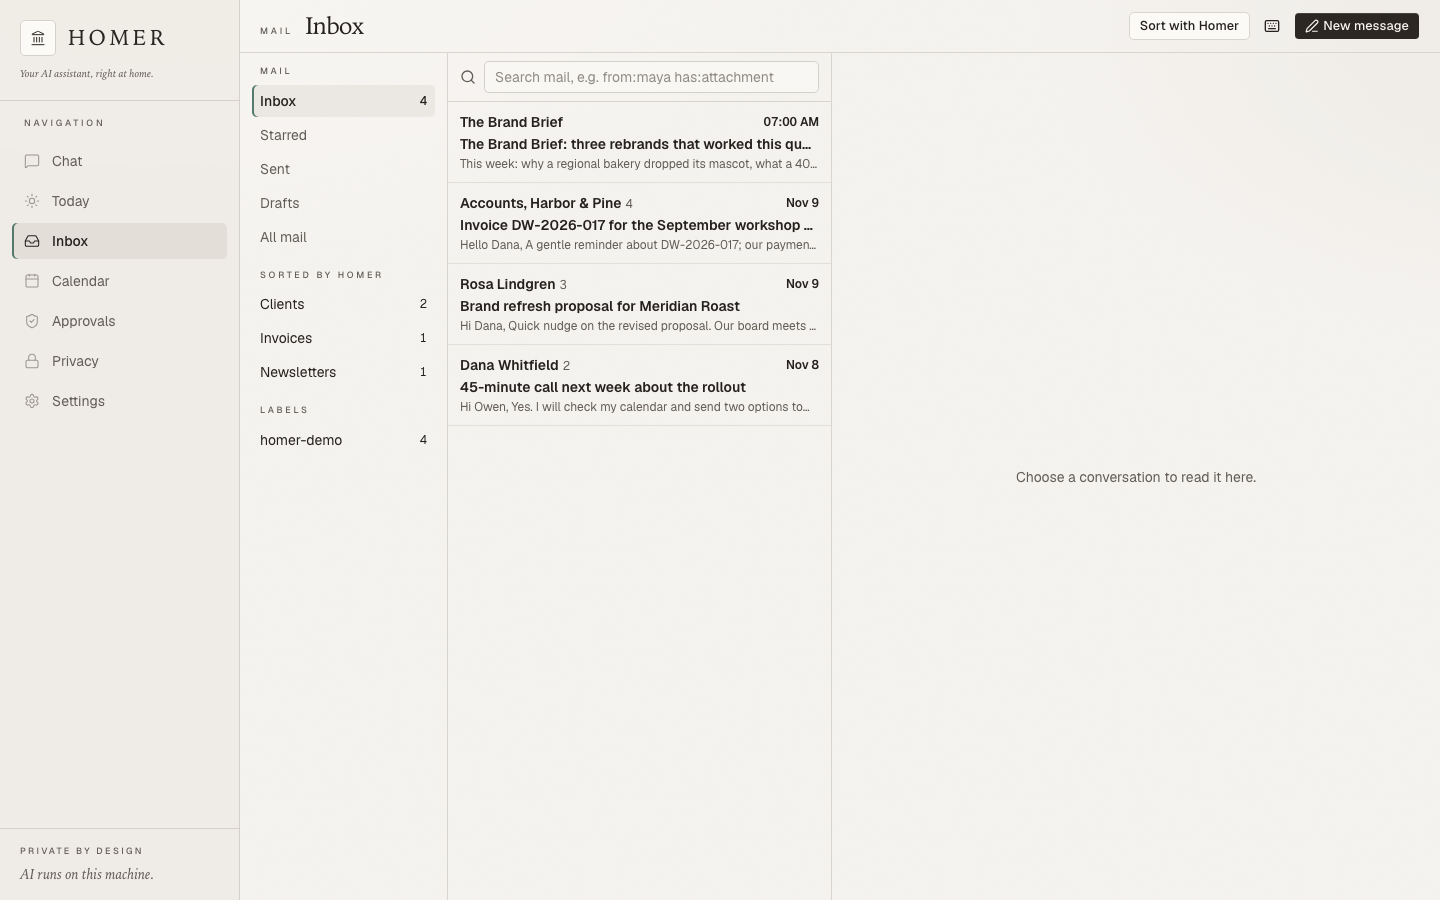 HOMER
Your AI assistant, right at home.
NAVIGATION
Chat
Today
Inbox
Calendar
Approvals
Privacy
Settings
PRIVATE BY DESIGN
AI runs on this machine.
MAIL Inbox
Sort with Homer
New message
MAIL
Inbox 4
Starred
Sent
Drafts
All mail
SORTED BY HOMER
Clients 2
Invoices 1
Newsletters 1
LABELS
homer-demo 4
Search mail, e.g. from:maya has:attachment
The Brand Brief 07:00 AM
The Brand Brief: three rebrands that worked this qu...
This week: why a regional bakery dropped its mascot, what a 40...
Accounts, Harbor & Pine 4 Nov 9
Invoice DW-2026-017 for the September workshop ...
Hello Dana, A gentle reminder about DW-2026-017; our paymen...
Rosa Lindgren 3 Nov 9
Brand refresh proposal for Meridian Roast
Hi Dana, Quick nudge on the revised proposal. Our board meets ...
Dana Whitfield 2 Nov 8
45-minute call next week about the rollout
Hi Owen, Yes. I will check my calendar and send two options to...
Choose a conversation to read it here.